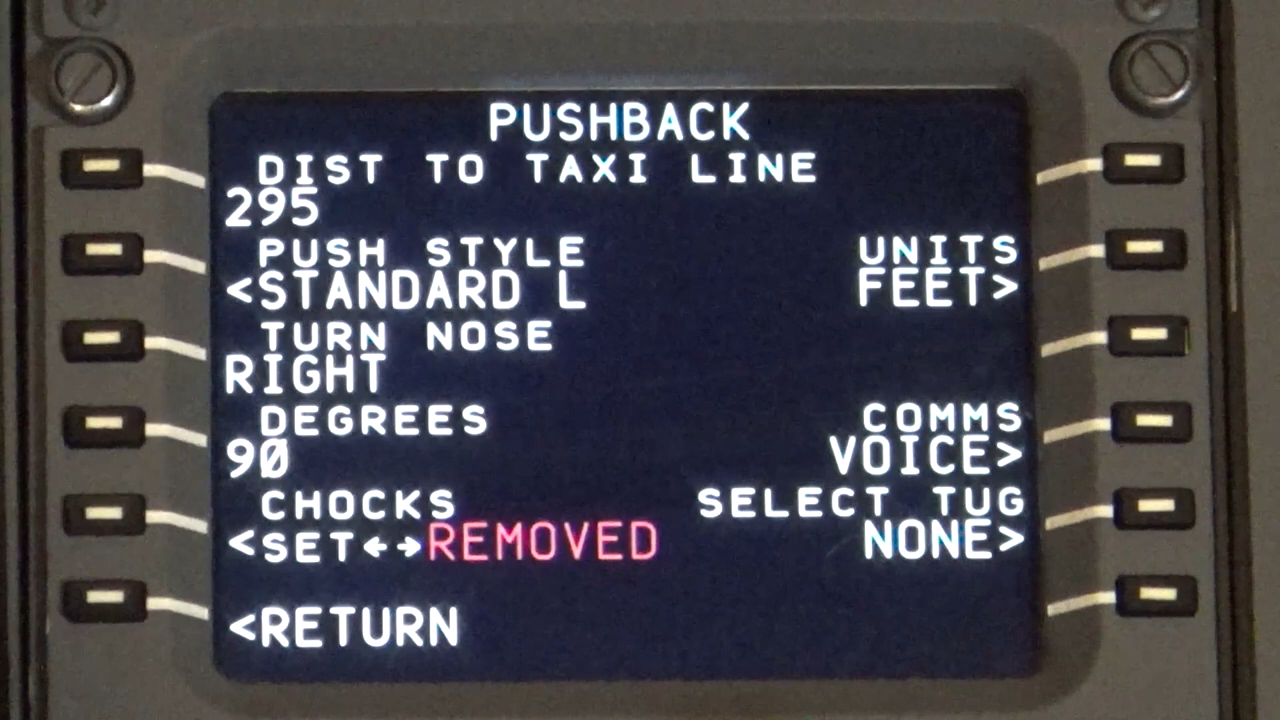 PUSHBACK
DIST TO TAXI LINE
295
PUSH STYLE UNITS
<STANDARD L FEET>
TURN NOSE
RIGHT
DEGREES COMMS
90 VOICE>
CHOCKS SELECT TUG
<SET←→REMOVED NONE>
<RETURN